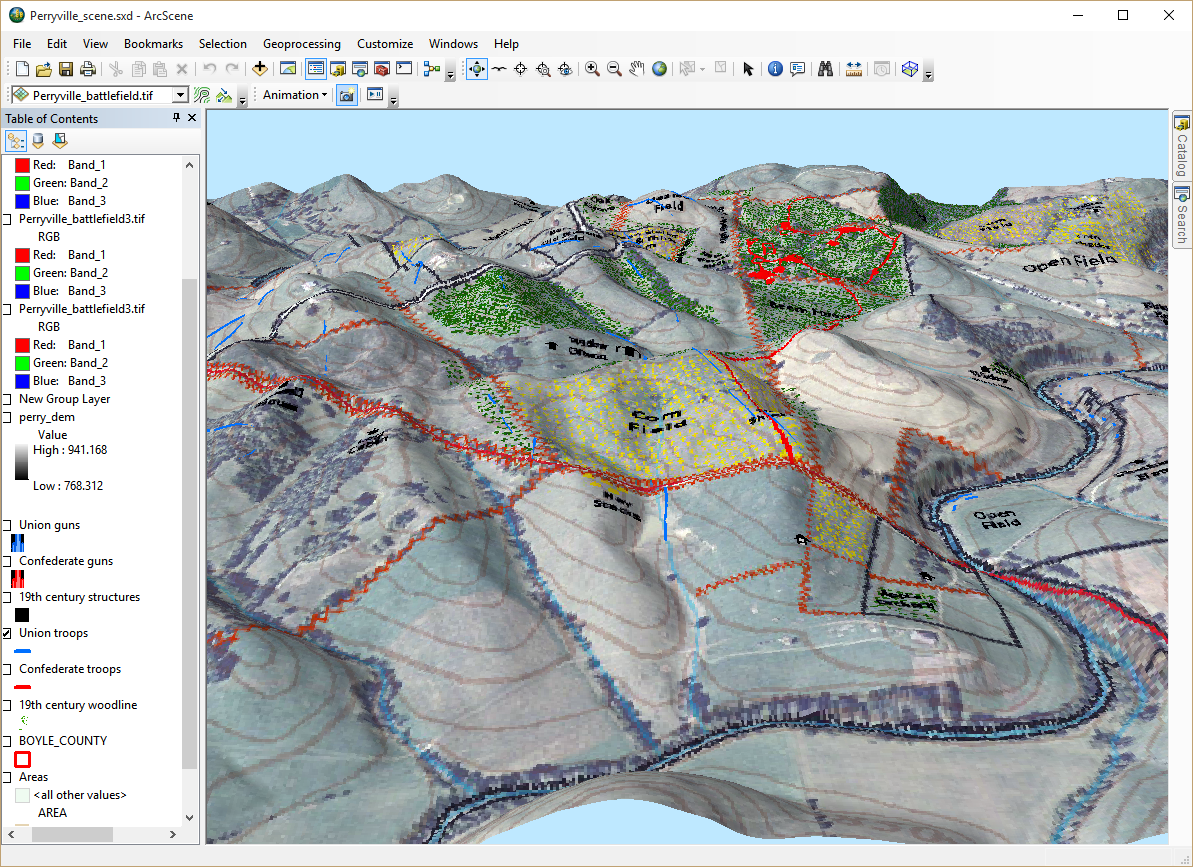 Perryville_scene.sxd - ArcScene
File Edit View Bookmarks Selection Geoprocessing Customize Windows Help
Perryville_battlefield.tif
Animation
Table of Contents
Red: Band_1
Green: Band_2
Blue: Band_3
Perryville_battlefield3.tif
RGB
Red: Band_1
Green: Band_2
Blue: Band_3
Perryville_battlefield3.tif
RGB
Red: Band_1
Green: Band_2
Blue: Band_3
New Group Layer
perry_dem
Value
High : 941.168
Low : 768.312
Union guns
Confederate guns
19th century structures
Union troops
Confederate troops
19th century woodline
BOYLE_COUNTY
Areas
<all other values>
AREA
Field
Open Field
Corn
Field
Open
Field
Catalog
Search